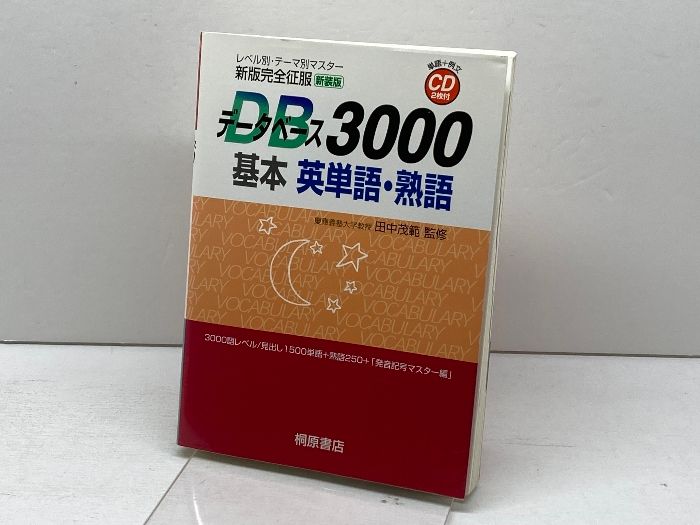 レベル別・テーマ別マスター
新版完全征服 新装版
単語+例文
CD
2枚付
DB
データベース3000
基本 英単語・熟語
慶應義塾大学教授 田中茂範 監修
VOCABULARY
3000語レベル/見出し1500単語+熟語250+「発音記号マスター編」
桐原書店